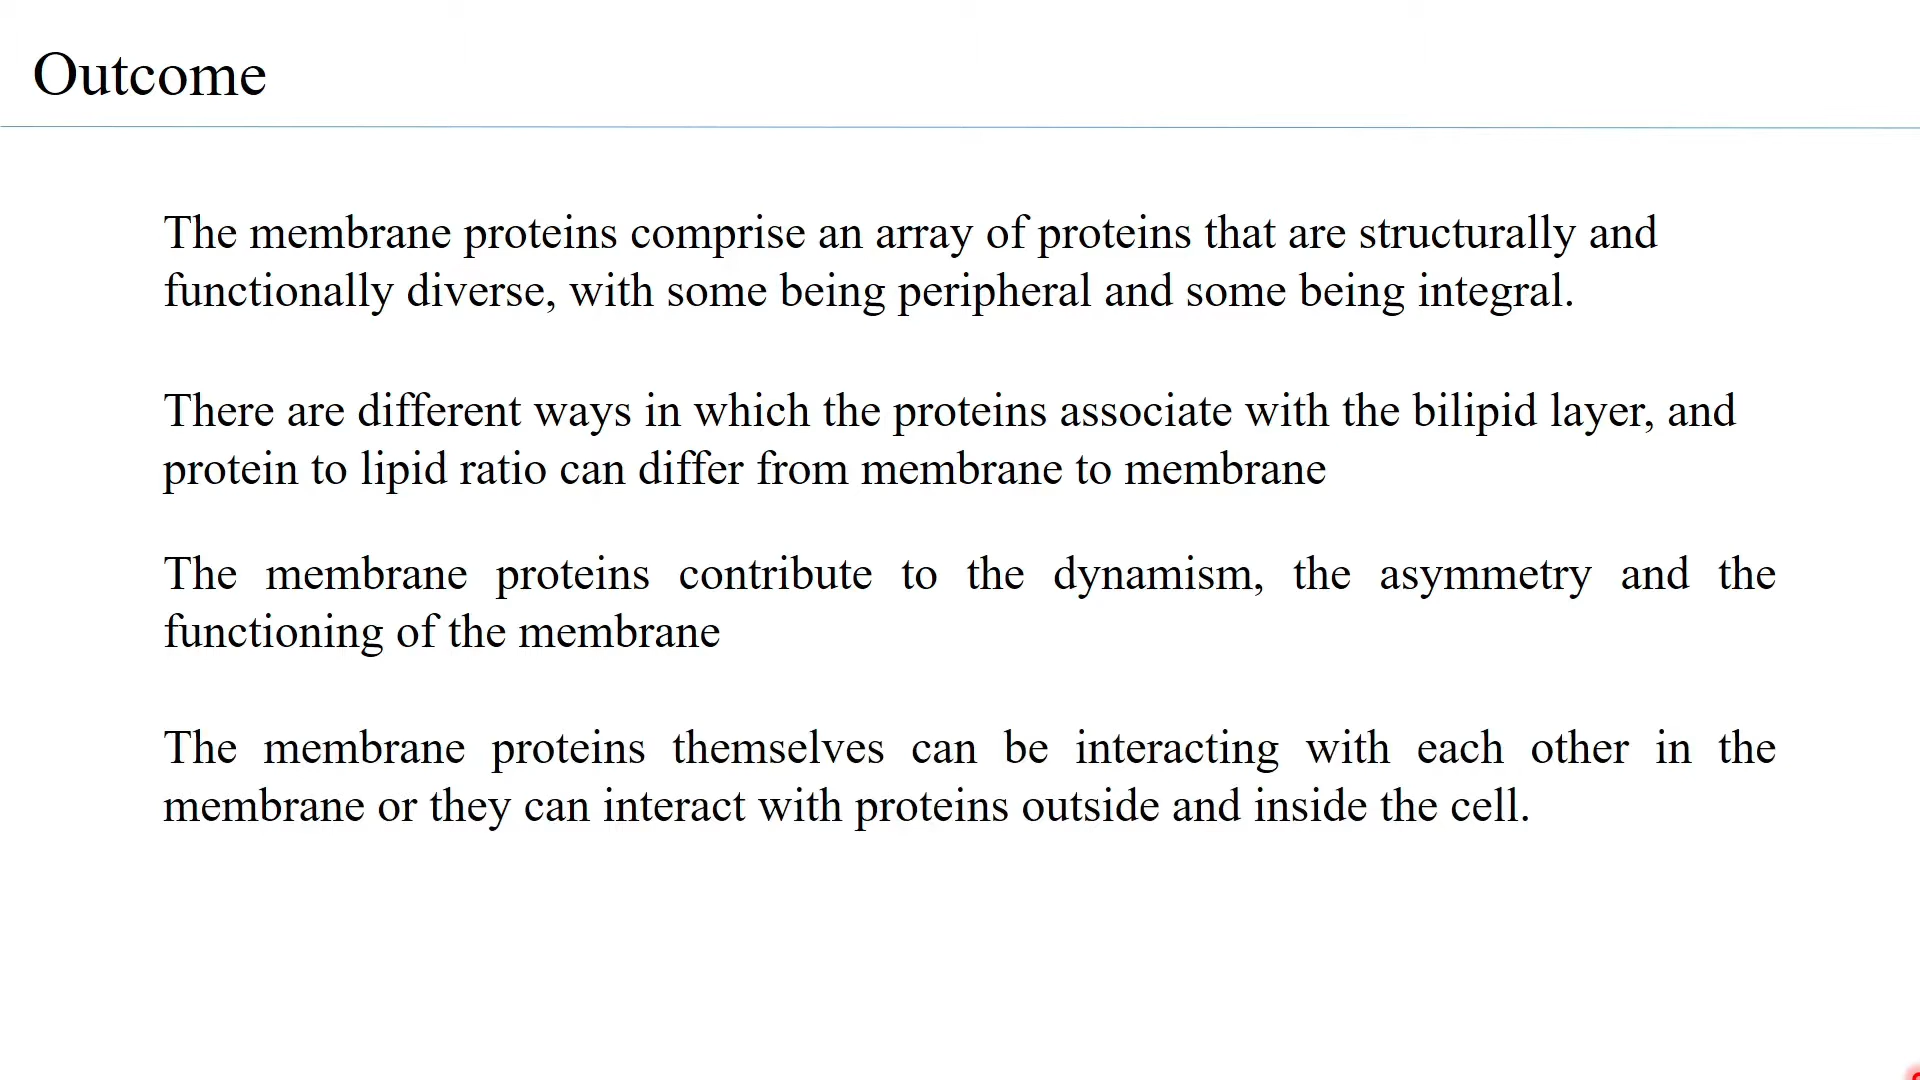 Outcome
The membrane proteins comprise an array of proteins that are structurally and
functionally diverse, with some being peripheral and some being integral.
There are different ways in which the proteins associate with the bilipid layer, and
protein to lipid ratio can differ from membrane to membrane
The membrane proteins contribute to the dynamism, the asymmetry and the
functioning of the membrane
The membrane proteins themselves can be interacting with each other in the
membrane or they can interact with proteins outside and inside the cell.